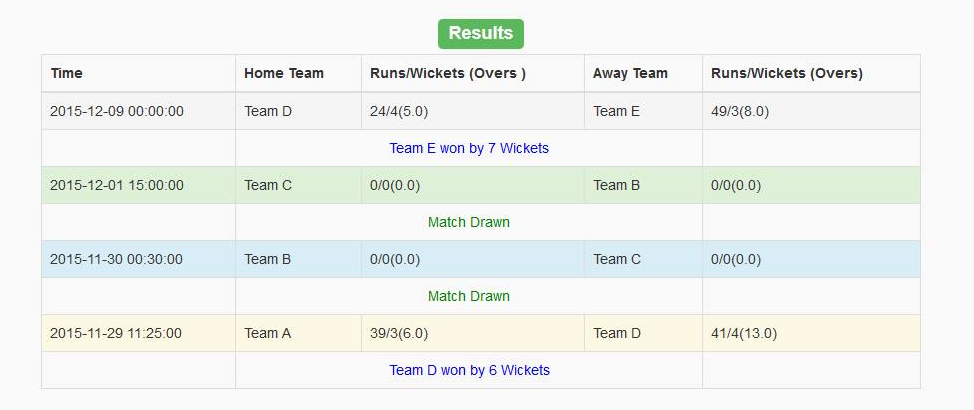 Results
Time Home Team Runs/Wickets (Overs ) Away Team Runs/Wickets (Overs)
2015-12-09 00:00:00 Team D 24/4(5.0) Team E 49/3(8.0)
Team E won by 7 Wickets
2015-12-01 15:00:00 Team C 0/0(0.0) Team B 0/0(0.0)
Match Drawn
2015-11-30 00:30:00 Team B 0/0(0.0) Team C 0/0(0.0)
Match Drawn
2015-11-29 11:25:00 Team A 39/3(6.0) Team D 41/4(13.0)
Team D won by 6 Wickets